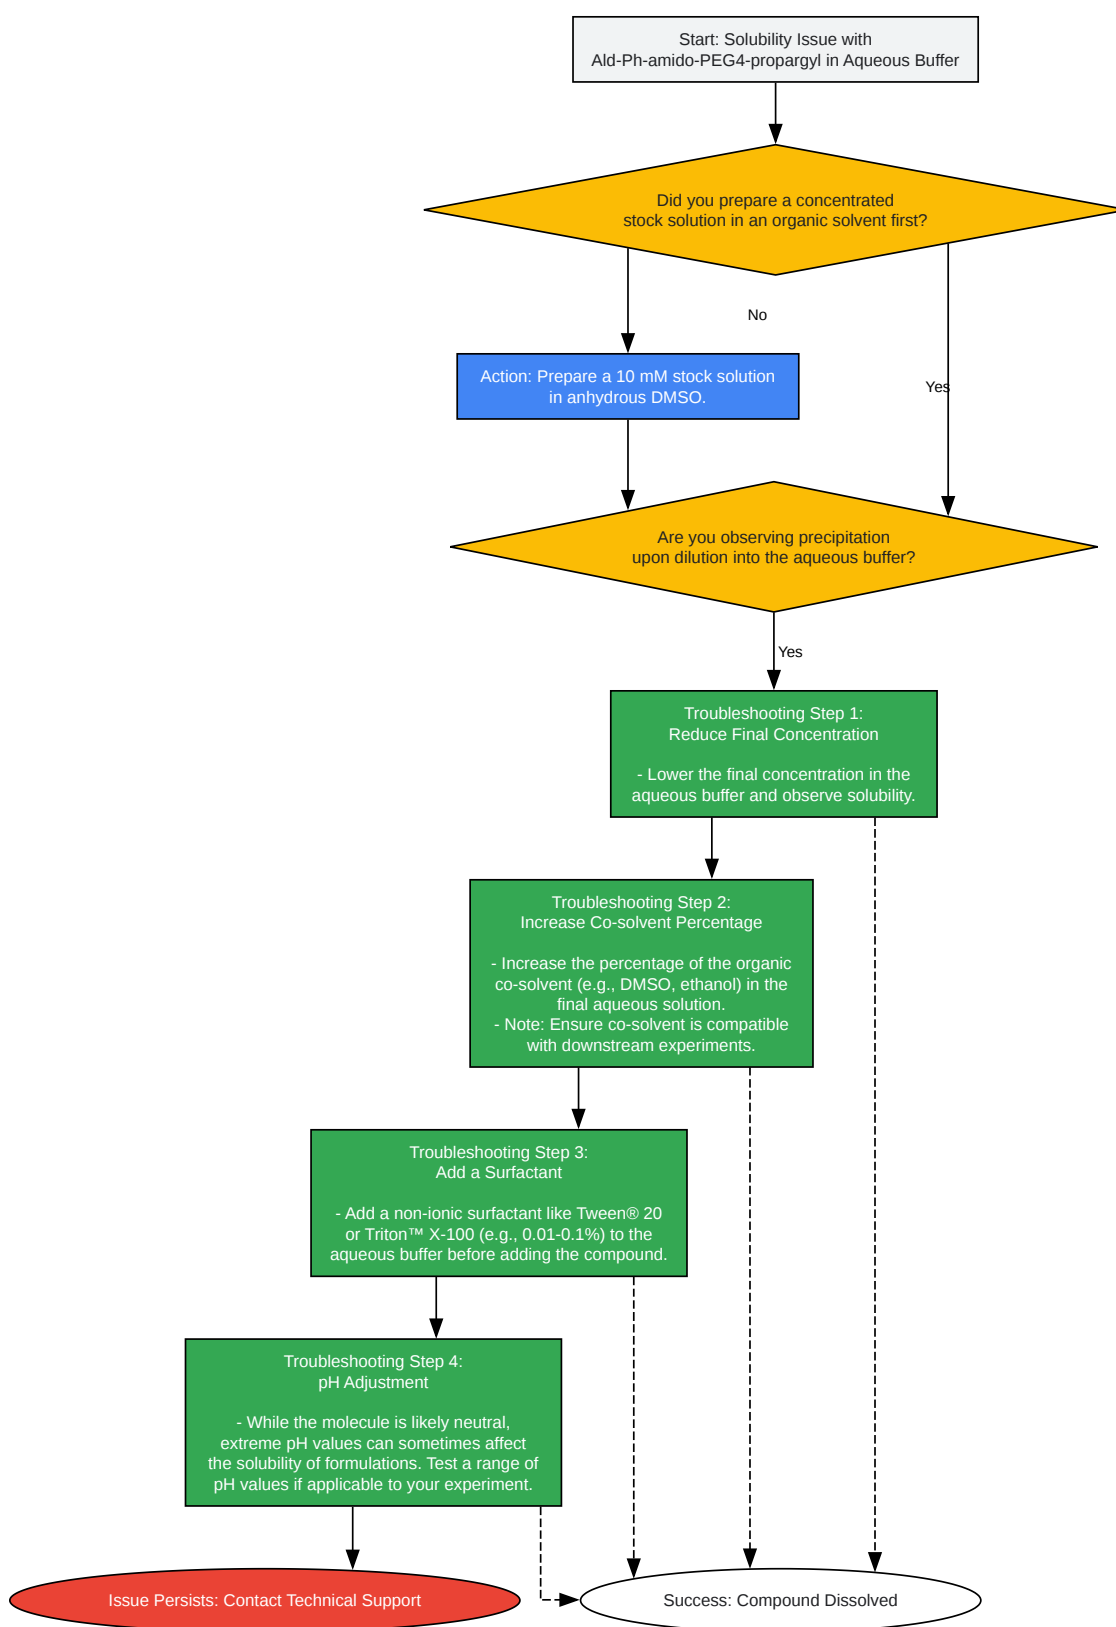 Start: Solubility Issue with
Ald-Ph-amido-PEG4-propargyl in Aqueous Buffer
Did you prepare a concentrated
stock solution in an organic solvent first?
No
Action: Prepare a 10 mM stock solution
in anhydrous DMSO.
Yes
Are you observing precipitation
upon dilution into the aqueous buffer?
Yes
Troubleshooting Step 1:
Reduce Final Concentration
- Lower the final concentration in the
aqueous buffer and observe solubility.
Troubleshooting Step 2:
Increase Co-solvent Percentage
- Increase the percentage of the organic
co-solvent (e.g., DMSO, ethanol) in the
final aqueous solution.
- Note: Ensure co-solvent is compatible
with downstream experiments.
Troubleshooting Step 3:
Add a Surfactant
- Add a non-ionic surfactant like Tween® 20
or Triton™ X-100 (e.g., 0.01-0.1%) to the
aqueous buffer before adding the compound.
Troubleshooting Step 4:
pH Adjustment
- While the molecule is likely neutral,
extreme pH values can sometimes affect
the solubility of formulations. Test a range of
pH values if applicable to your experiment.
Issue Persists: Contact Technical Support
Success: Compound Dissolved